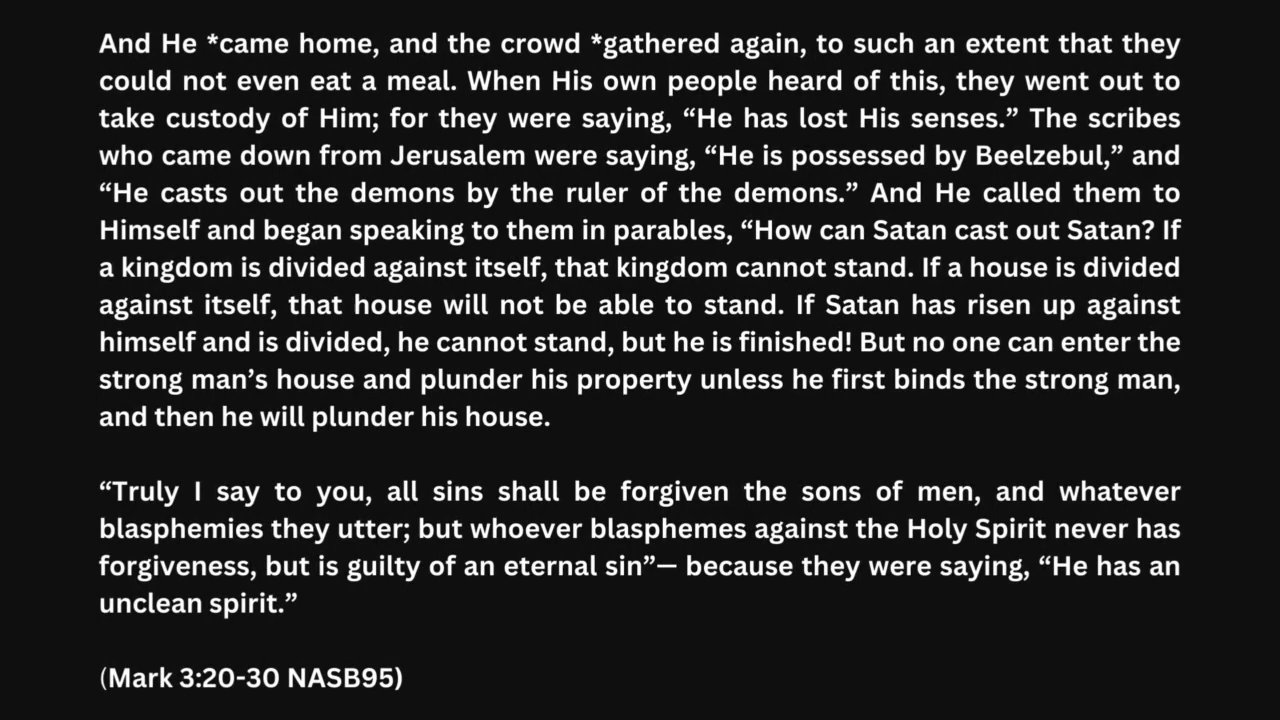 And He *came home, and the crowd *gathered again, to such an extent that they
could not even eat a meal. When His own people heard of this, they went out to
take custody of Him; for they were saying, “He has lost His senses.” The scribes
who came down from Jerusalem were saying, “He is possessed by Beelzebul,” and
“He casts out the demons by the ruler of the demons.” And He called them to
Himself and began speaking to them in parables, “How can Satan cast out Satan? If
a kingdom is divided against itself, that kingdom cannot stand. If a house is divided
against itself, that house will not be able to stand. If Satan has risen up against
himself and is divided, he cannot stand, but he is finished! But no one can enter the
strong man’s house and plunder his property unless he first binds the strong man,
and then he will plunder his house.
“Truly I say to you, all sins shall be forgiven the sons of men, and whatever
blasphemies they utter; but whoever blasphemes against the Holy Spirit never has
forgiveness, but is guilty of an eternal sin”— because they were saying, “He has an
unclean spirit.”
(Mark 3:20-30 NASB95)